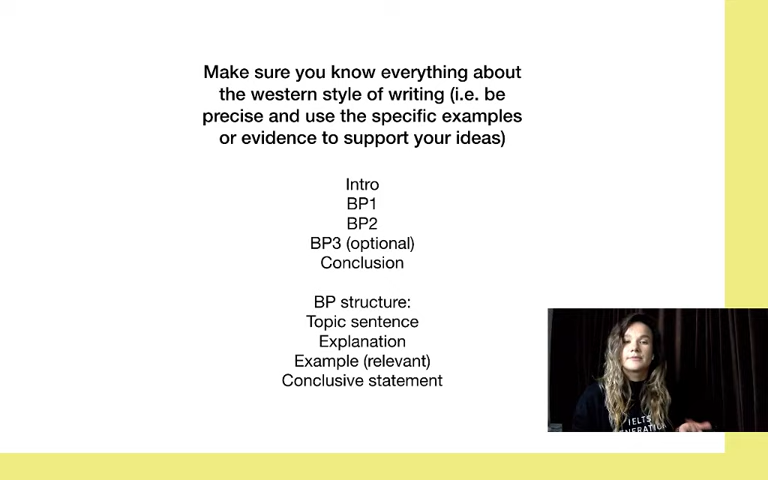 Make sure you know everything about
the western style of writing (i.e. be
precise and use the specific examples
or evidence to support your ideas)
Intro
BP1
BP2
BP3 (optional)
Conclusion
BP structure:
Topic sentence
Explanation
Example (relevant)
Conclusive statement
IELTS